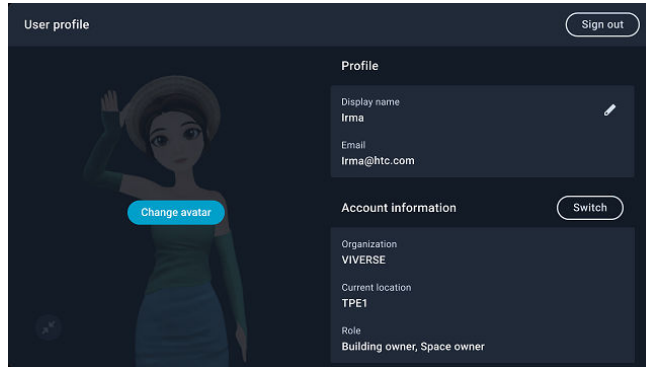 User profile
Sign out
Change avatar
Profile
Display name
Irma
Email
Irma@htc.com
Account information
Switch
Organization
VIVERSE
Current location
TPE1
Role
Building owner, Space owner